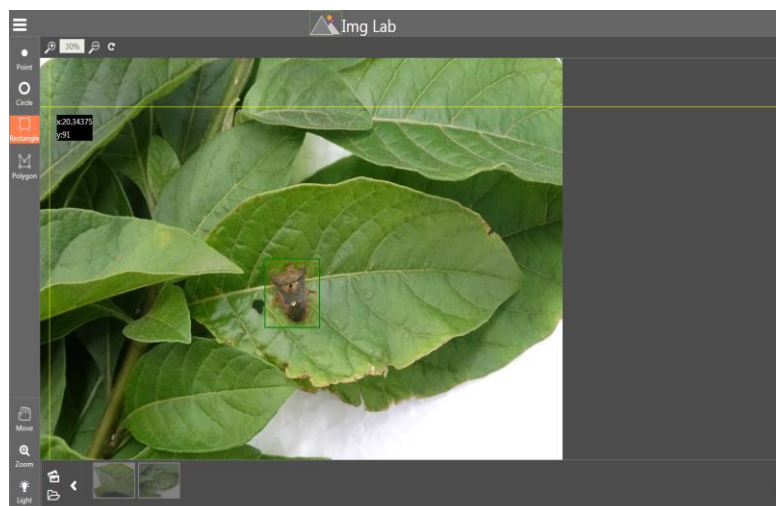 Img Lab
30%
Point
Circle
Rectangle
Polygon
x:20.34375
y:91
Move
Zoom
Light